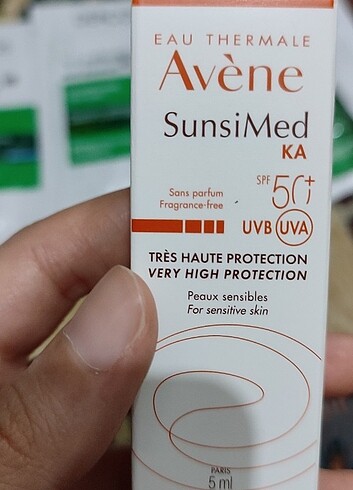 EAU THERMALE
Avène
SunsiMed
KA
SPF 50+
Sans parfum
Fragrance-free
UVB UVA
TRÈS HAUTE PROTECTION
VERY HIGH PROTECTION
Peaux sensibles
For sensitive skin
PARIS
5 ml